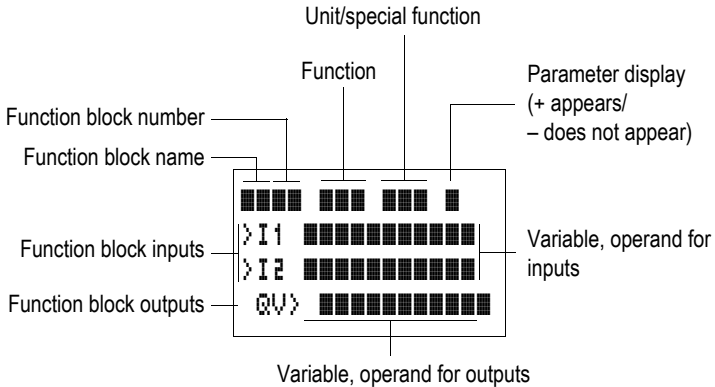 Unit/special function
Function
Parameter display
(+ appears/
– does not appear)
Function block number
Function block name
Function block inputs
>I1
>I2
Variable, operand for
inputs
Function block outputs
QV>
Variable, operand for outputs